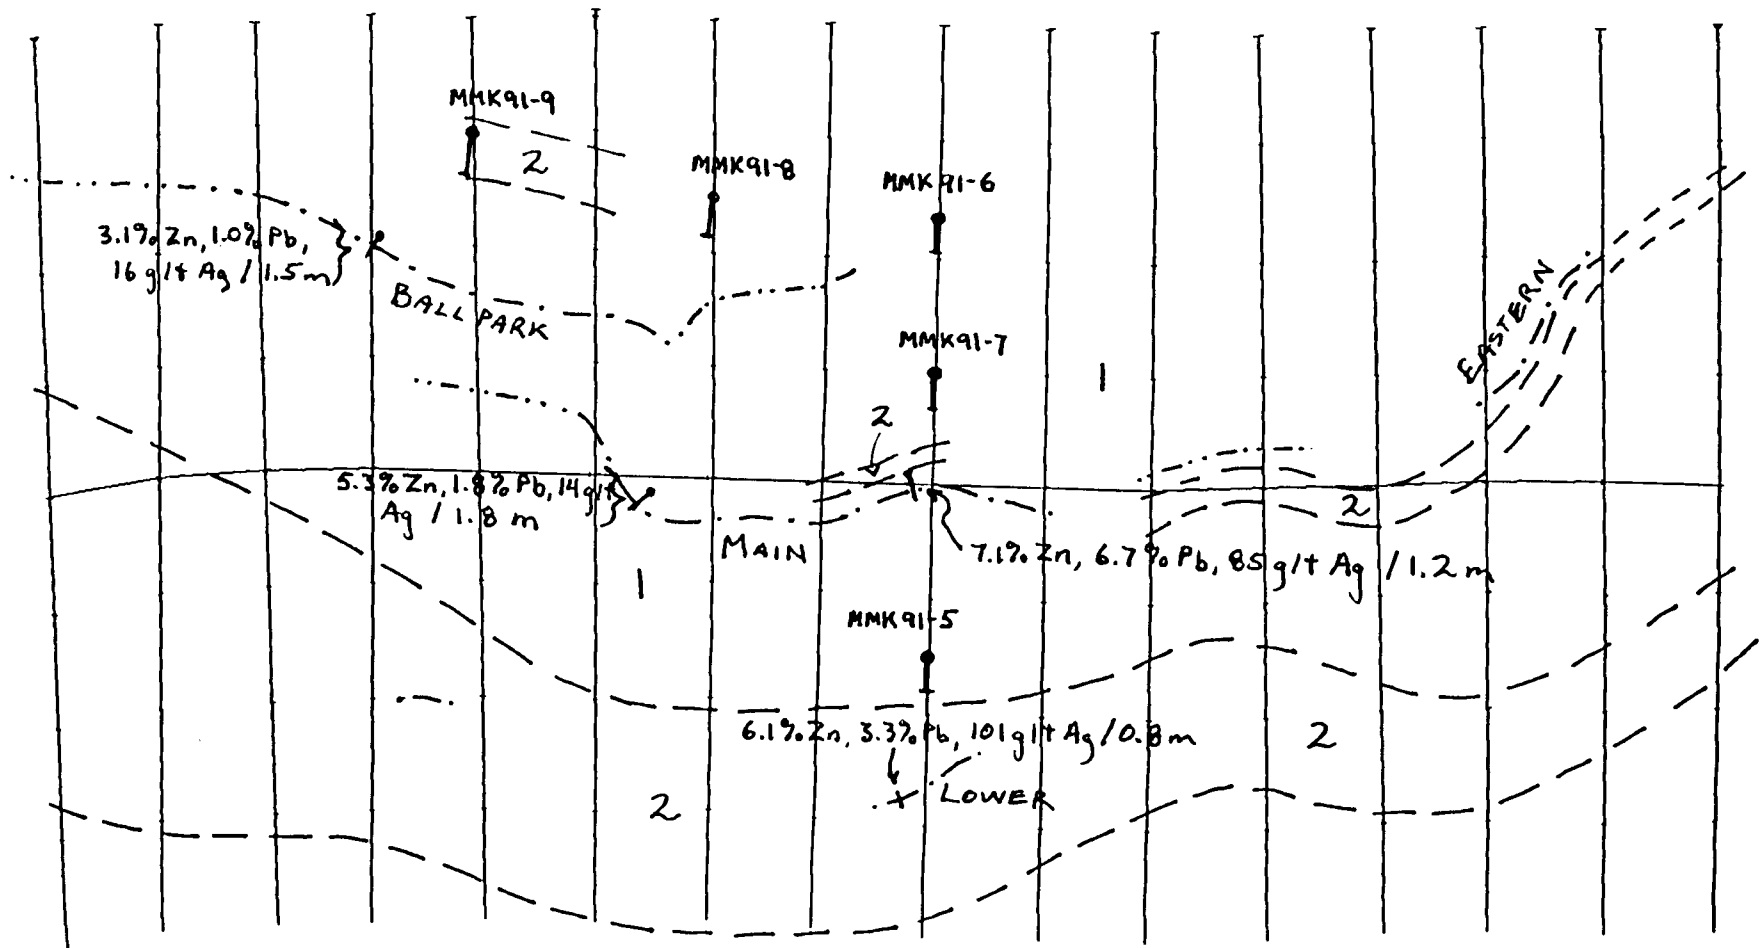 MMK91-9
2
MMK91-8
MMK91-6
3.1% Zn, 1.0% Pb,
16 g/t Ag / 1.5 m
BALL PARK
EASTERN
MMK91-7
1
2
5.3% Zn, 1.8% Pb, 14 g/t
Ag / 1.8 m
2
MAIN
7.1% Zn, 6.7% Pb, 85 g/t Ag / 1.2 m
1
MMK91-5
6.1% Zn, 3.3% Pb, 101 g/t Ag / 0.8 m
2
LOWER
2